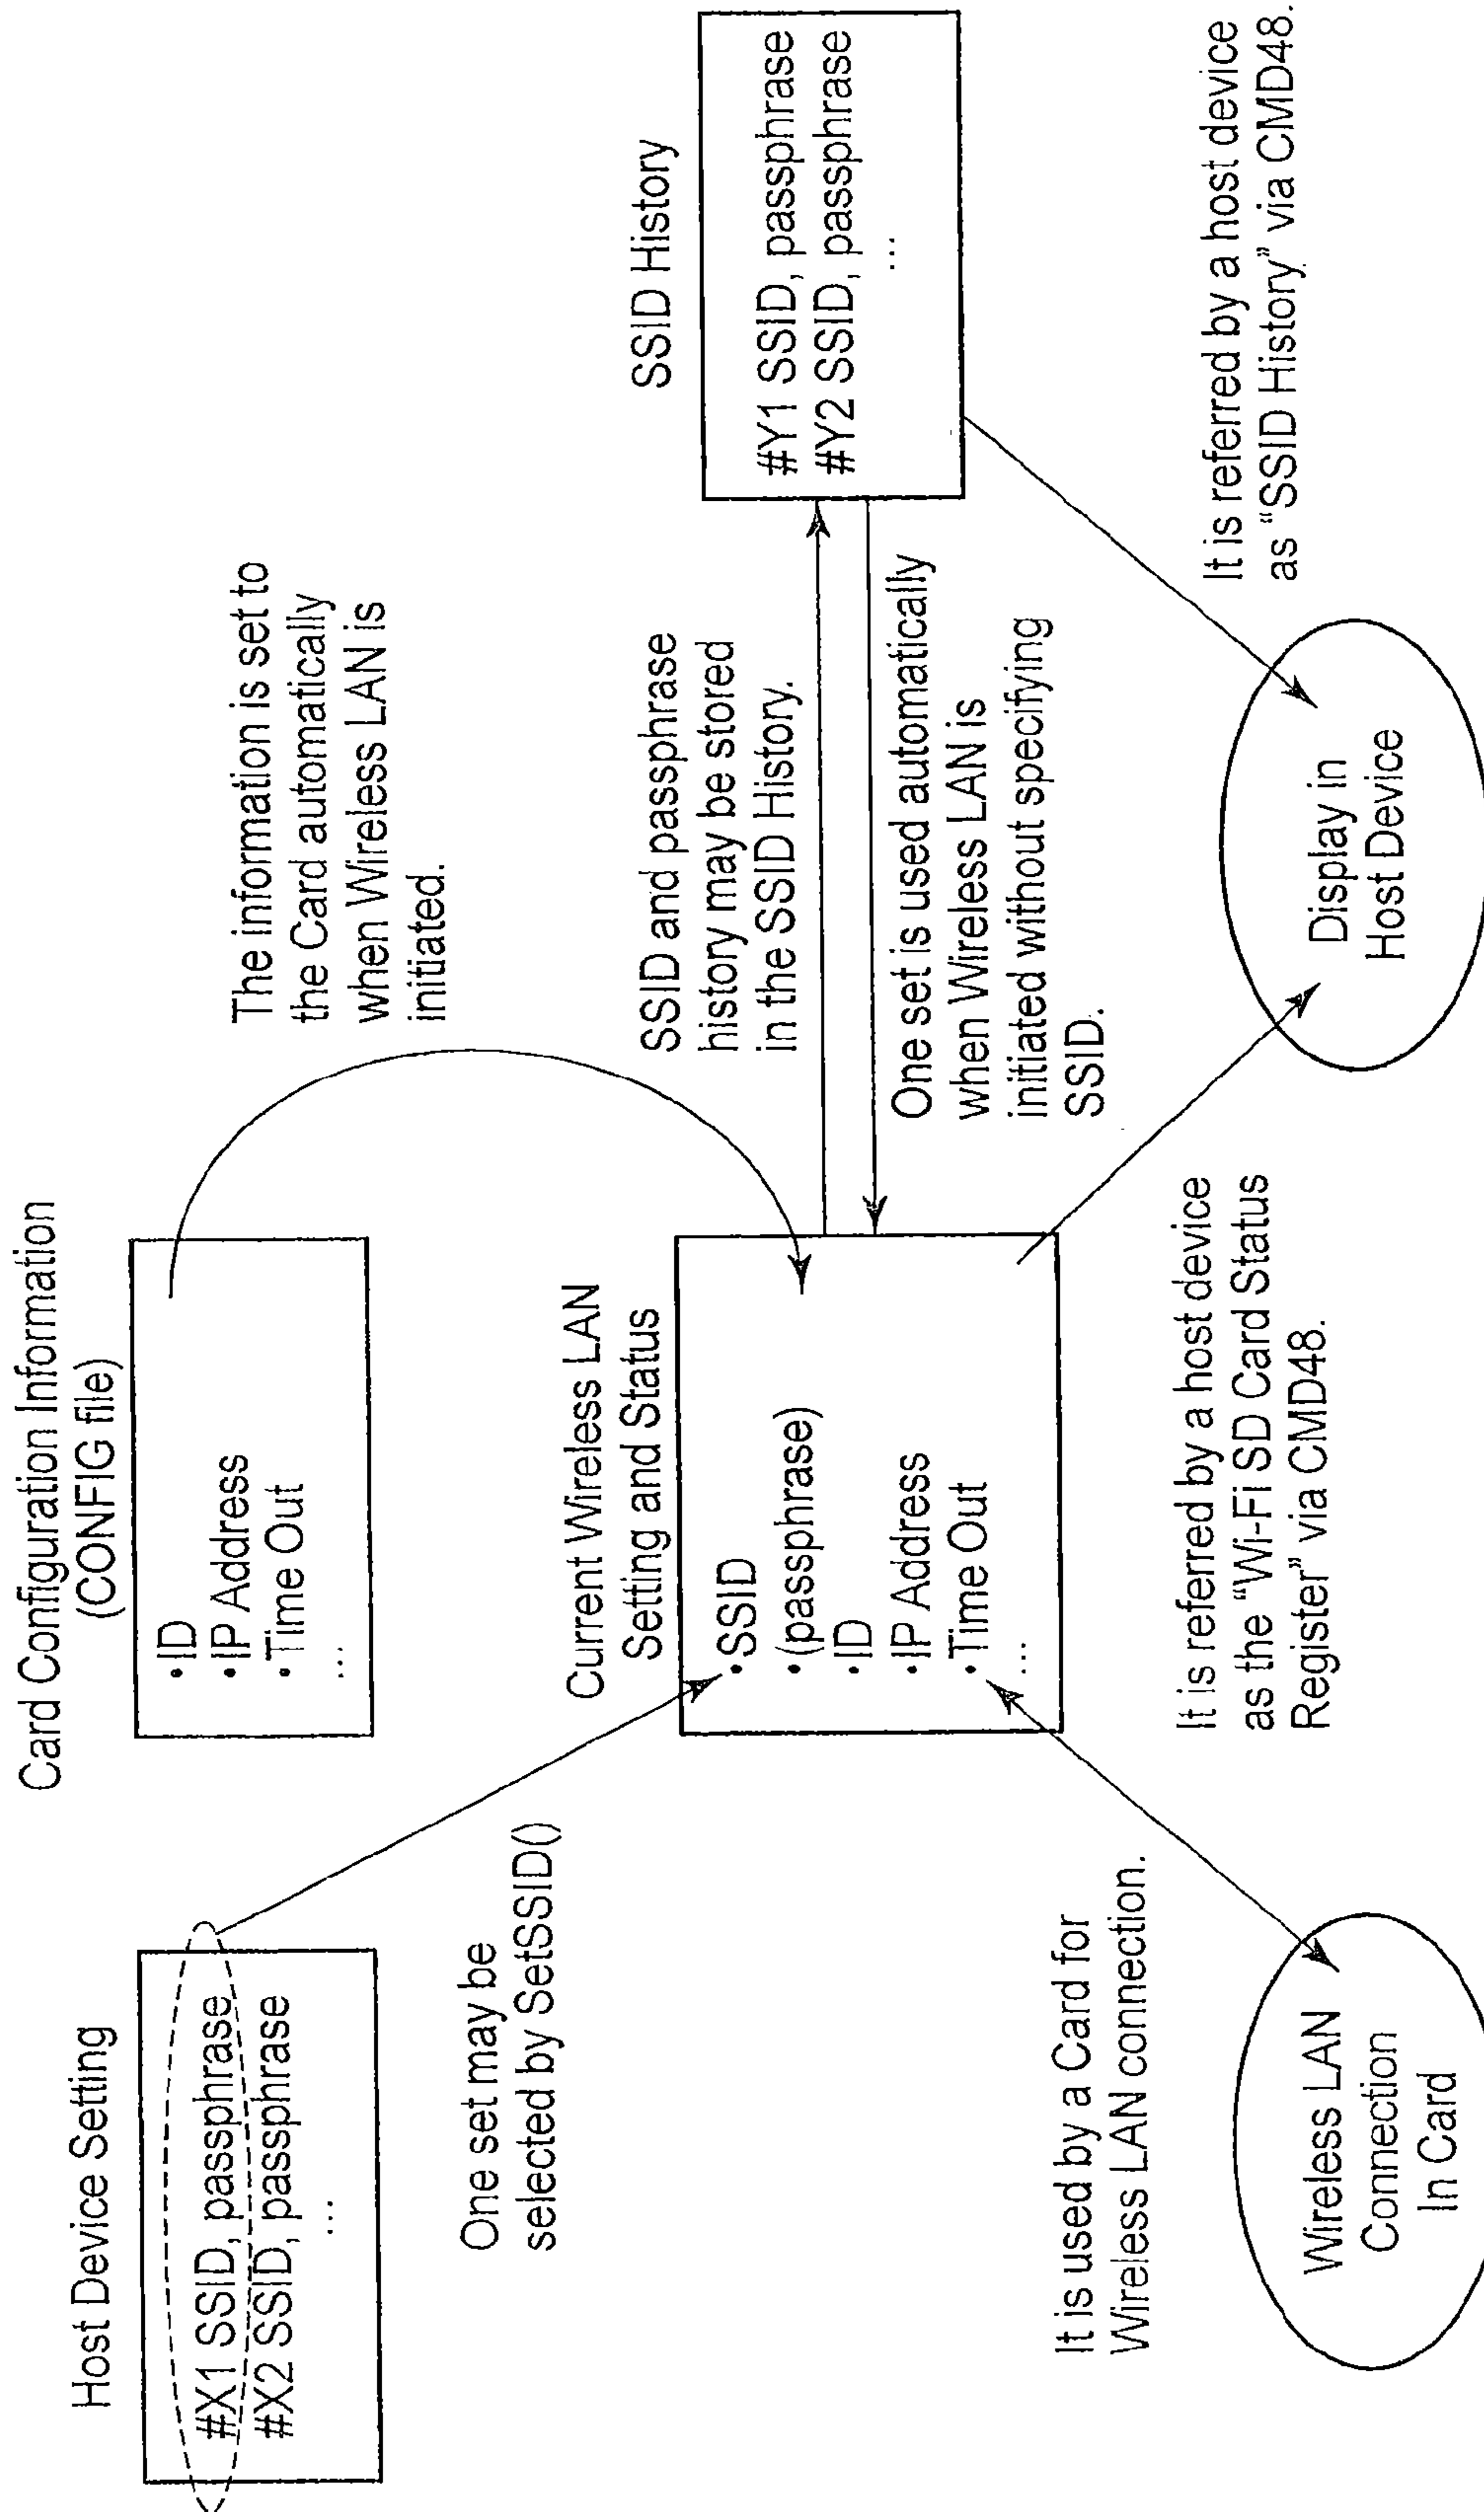 Host Device Setting
#X1 SSID, passphrase
#X2 SSID, passphrase
...
One set may be
selected by SetSSID()
Card Configuration Information
(CONFIG file)
•ID
•IP Address
•Time Out
...
The information is set to
the Card automatically
when Wireless LAN is
initiated.
Current Wireless LAN
Setting and Status
•SSID
•(passphrase)
•ID
•IP Address
•Time Out
...
SSID and passphrase
history may be stored
in the SSID History.
One set is used automatically
when Wireless LAN is
initiated without specifying
SSID.
SSID History
#Y1 SSID, passphrase
#Y2 SSID, passphrase
...
It is used by a Card for
Wireless LAN connection.
Wireless LAN
Connection
In Card
It is referred by a host device
as the “Wi-Fi SD Card Status
Register” via CMD48.
Display in
Host Device
It is referred by a host device
as “SSID History” via CMD48.